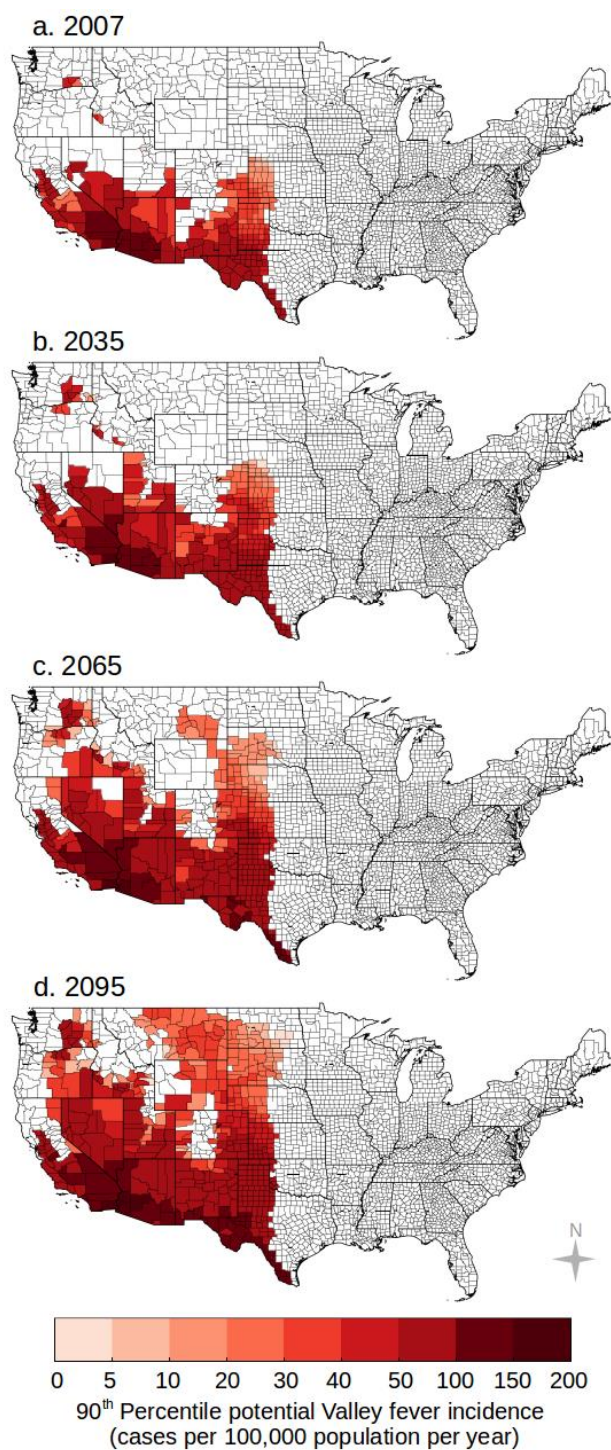 a. 2007
b. 2035
c. 2065
d. 2095
N
0 5 10 20 30 40 50 100 150 200
90th Percentile potential Valley fever incidence
(cases per 100,000 population per year)